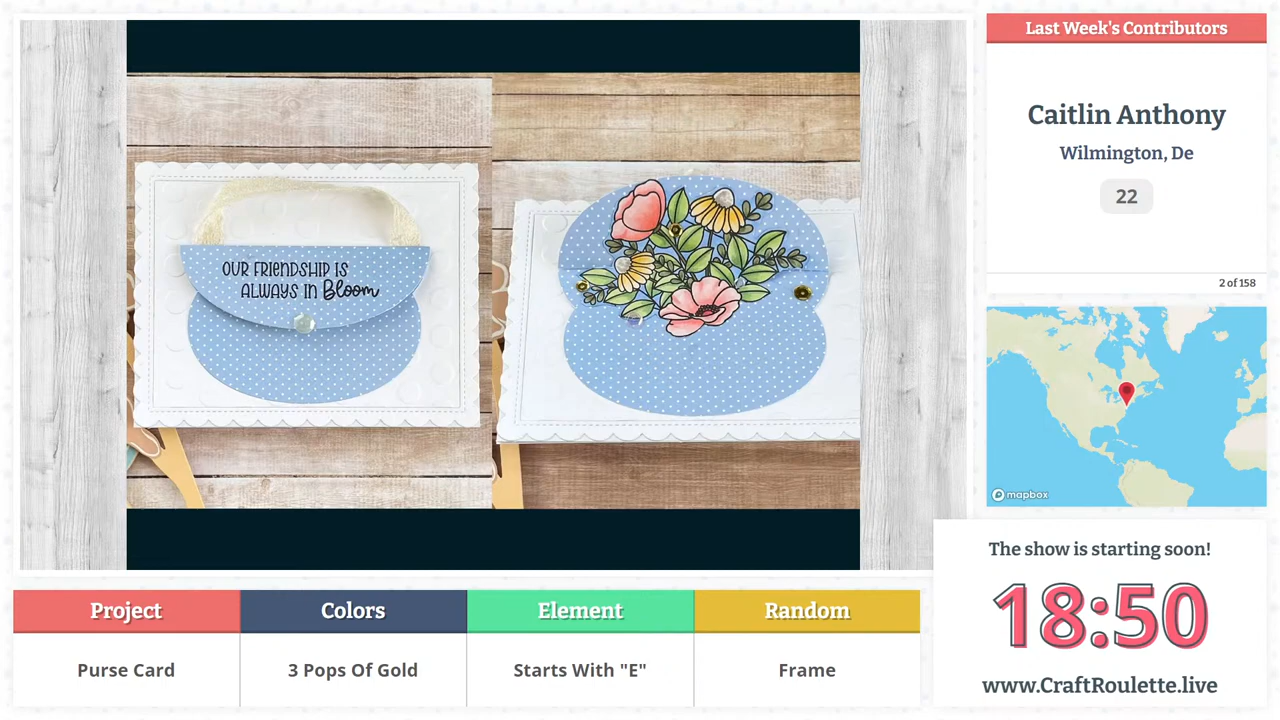 Last Week's Contributors
Caitlin Anthony
Wilmington, De
22
2 of 158
OUR FRIENDSHIP IS
ALWAYS IN Bloom
mapbox
The show is starting soon!
18:50
www.CraftRoulette.live
Project
Colors
Element
Random
Purse Card
3 Pops Of Gold
Starts With "E"
Frame